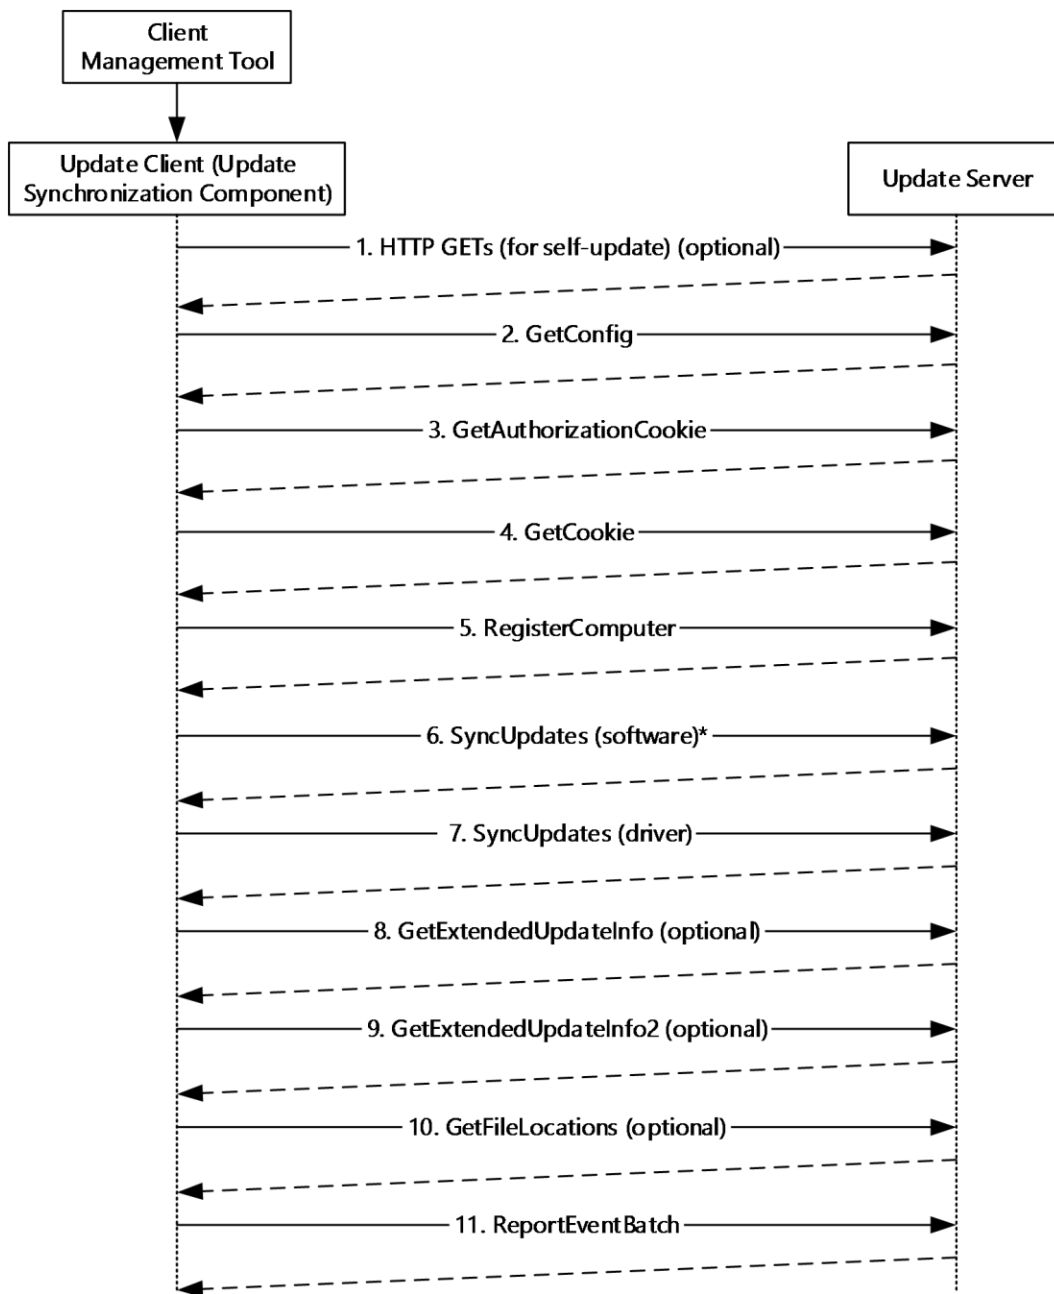 Client
Management Tool
Update Client (Update
Synchronization Component)
Update Server
1. HTTP GETs (for self-update) (optional)
2. GetConfig
3. GetAuthorizationCookie
4. GetCookie
5. RegisterComputer
6. SyncUpdates (software)*
7. SyncUpdates (driver)
8. GetExtendedUpdateInfo (optional)
9. GetExtendedUpdateInfo2 (optional)
10. GetFileLocations (optional)
11. ReportEventBatch